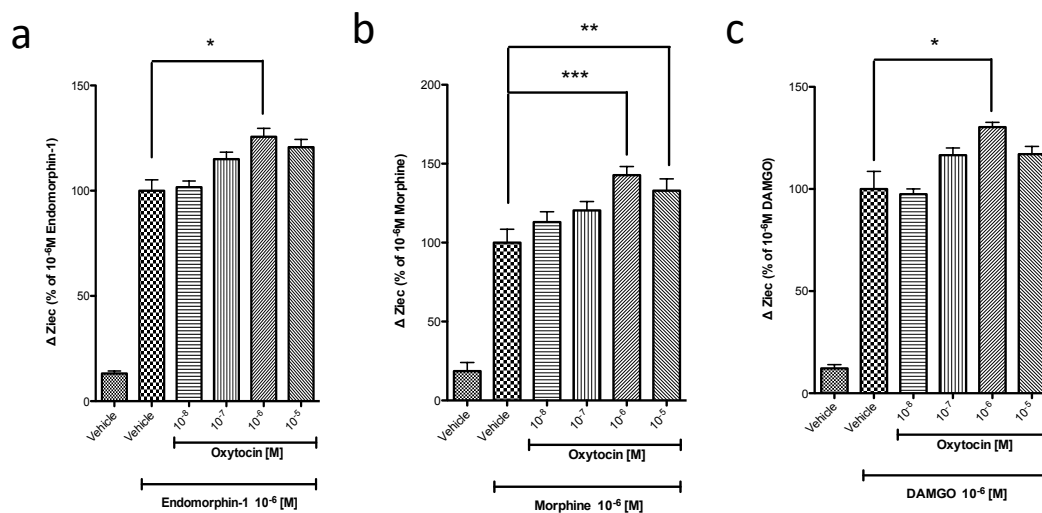 a
*
Δ Ziec (% of 10⁻⁶M Endomorphin-1)
150
100
50
0
Vehicle
Vehicle
10⁻⁸
10⁻⁷
10⁻⁶
10⁻⁵
Oxytocin [M]
Endomorphin-1 10⁻⁶ [M]
b
**
***
Δ Ziec (% of 10⁻⁶M Morphine)
200
150
100
50
0
Vehicle
Vehicle
10⁻⁸
10⁻⁷
10⁻⁶
10⁻⁵
Oxytocin [M]
Morphine 10⁻⁶ [M]
c
*
Δ Ziec (% of 10⁻⁶M DAMGO)
150
100
50
0
Vehicle
Vehicle
10⁻⁸
10⁻⁷
10⁻⁶
10⁻⁵
Oxytocin [M]
DAMGO 10⁻⁶ [M]